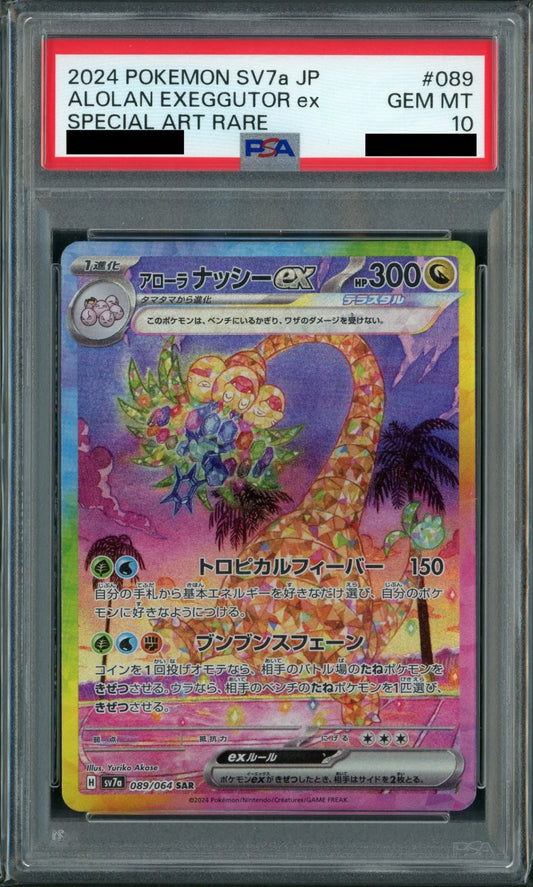 2024 POKEMON SV7a JP #089
ALOLAN EXEGGUTOR ex GEM MT
SPECIAL ART RARE 10
PSA
1進化 アローラナッシーex HP300
タマタマから進化 テラスタル
このポケモンは、ベンチにいるかぎり、ワザのダメージを受けない。
トロピカルフィーバー 150
自分の手札から基本エネルギーを好きなだけ選び、自分のポケ
モンに好きなようにつける。
ブンブンスフェーン
コインを1回投げオモテなら、相手のバトル場のたねポケモンを
きぜつさせる。ウラなら、相手のベンチのたねポケモンを1匹選び、
きぜつさせる。
弱点 抵抗力 にげる
exルール
ポケモンexがきぜつしたとき、相手はサイドを2枚とる。
Illus. Yuriko Akase
H sv7a 089/064 SAR
©2024 Pokémon/Nintendo/Creatures/GAME FREAK.
PSA